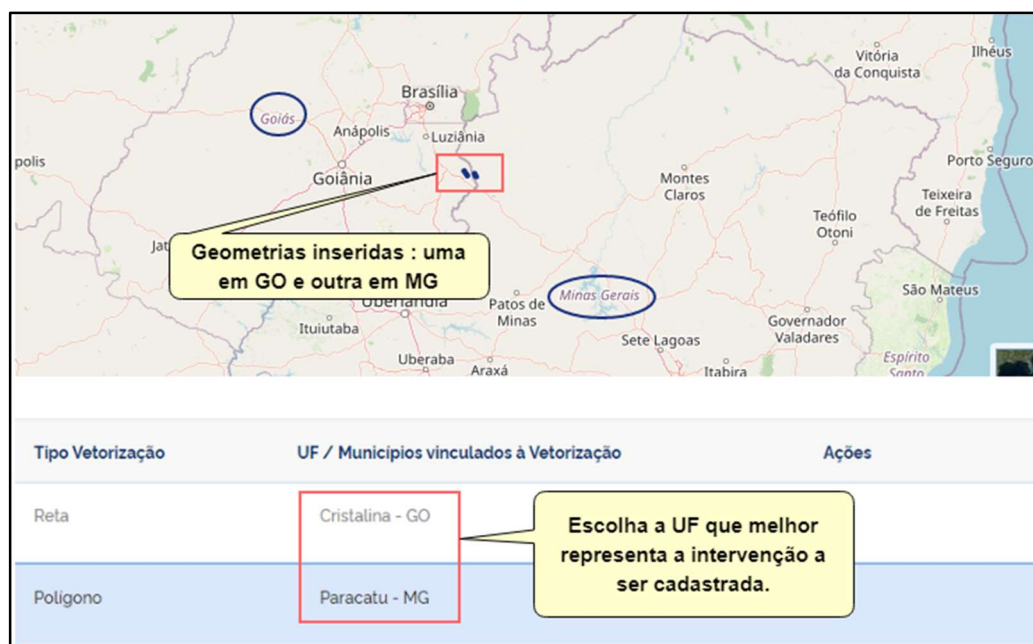 Vitória
da Conquista
Ilhéus
Brasília
Goiás
Anápolis
Luziânia
polis
Goiânia
Porto Seguro
Montes
Claros
Teixeira
de Freitas
Teófilo
Otoni
Jat
Geometrias inseridas : uma
em GO e outra em MG
São Mateus
Uberlândia
Patos de
Minas
Minas Gerais
Ituiutaba
Governador
Valadares
Sete Lagoas
Espírito
Santo
Uberaba
Araxá
Itabira
Tipo Vetorização
UF / Municípios vinculados à Vetorização
Ações
Reta
Cristalina - GO
Escolha a UF que melhor
representa a intervenção a
ser cadastrada.
Polígono
Paracatu - MG